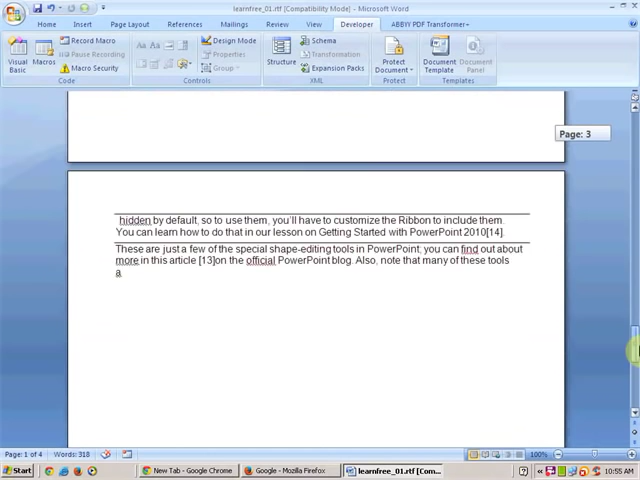 learnfree_01.rtf [Compatibility Mode] - Microsoft Word
Home Insert Page Layout References Mailings Review View Developer ABBYY PDF Transformer+
Visual Basic
Macros
Record Macro
Pause Recording
Macro Security
Code
Aa Aa
Design Mode
Properties
Group
Controls
Structure
Schema
Transformation
Expansion Packs
XML
Protect Document
Protect
Document Template
Document Panel
Templates
Page: 3
hidden by default, so to use them, you'll have to customize the Ribbon to include them.
You can learn how to do that in our lesson on Getting Started with PowerPoint 2010[14].
These are just a few of the special shape-editing tools in PowerPoint; you can find out about
more in this article [13]on the official PowerPoint blog. Also, note that many of these tools
a
Page: 1 of 4 Words: 318 100%
Start New Tab - Google Chrome Google - Mozilla Firefox learnfree_01.rtf [Com... 10:55 AM